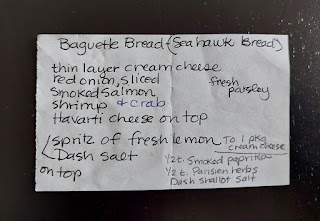 Baguette Bread (Seahawk Bread)
thin layer cream cheese
red onion, sliced
fresh parsley
Smoked Salmon
shrimp & crab
Havarti cheese on top
spritz of fresh lemon
Dash salt
on top
To 1 pkg
cream cheese
1/2 t. Smoked paprika
1/2 t. Parisien herbs
Dash shallot salt